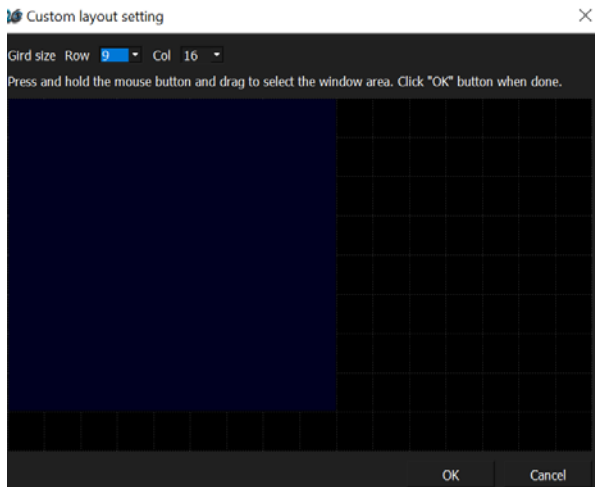 Custom layout setting
Gird size Row 9 Col 16
Press and hold the mouse button and drag to select the window area. Click "OK" button when done.
OK Cancel